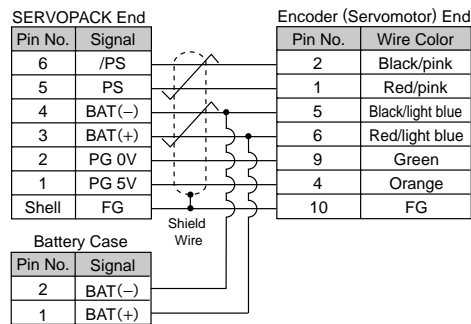 SERVOPACK End
Encoder (Servomotor) End
Pin No. Signal
Pin No. Wire Color
6 /PS
2 Black/pink
5 PS
1 Red/pink
4 BAT(−)
5 Black/light blue
3 BAT(+)
6 Red/light blue
2 PG 0V
9 Green
1 PG 5V
4 Orange
Shell FG
10 FG
Shield
Wire
Battery Case
Pin No. Signal
2 BAT(−)
1 BAT(+)